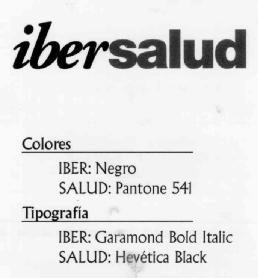 ibersalud
Colores
IBER: Negro
SALUD: Pantone 541
Tipografía
IBER: Garamond Bold Italic
SALUD: Hevética Black